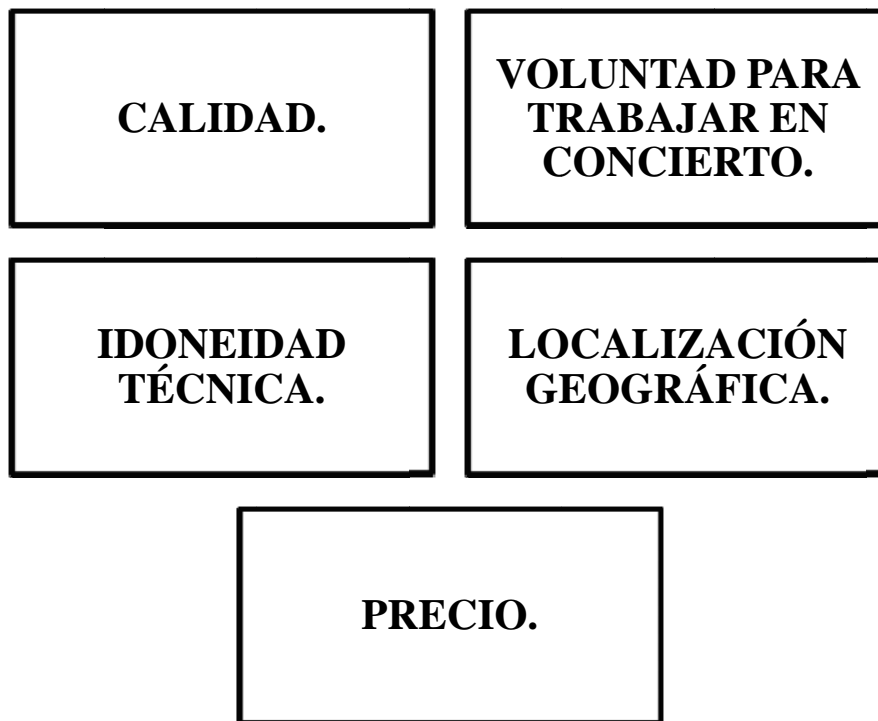 CALIDAD.
VOLUNTAD PARA
TRABAJAR EN
CONCIERTO.
IDONEIDAD
TÉCNICA.
LOCALIZACIÓN
GEOGRÁFICA.
PRECIO.